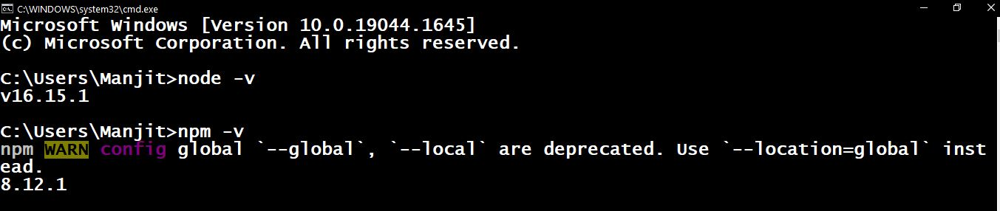 C:\WINDOWS\system32\cmd.exe
Microsoft Windows [Version 10.0.19044.1645]
(c) Microsoft Corporation. All rights reserved.
C:\Users\Manjit>node -v
v16.15.1
C:\Users\Manjit>npm -v
npm WARN config global `--global`, `--local` are deprecated. Use `--location=global` inst
ead.
8.12.1